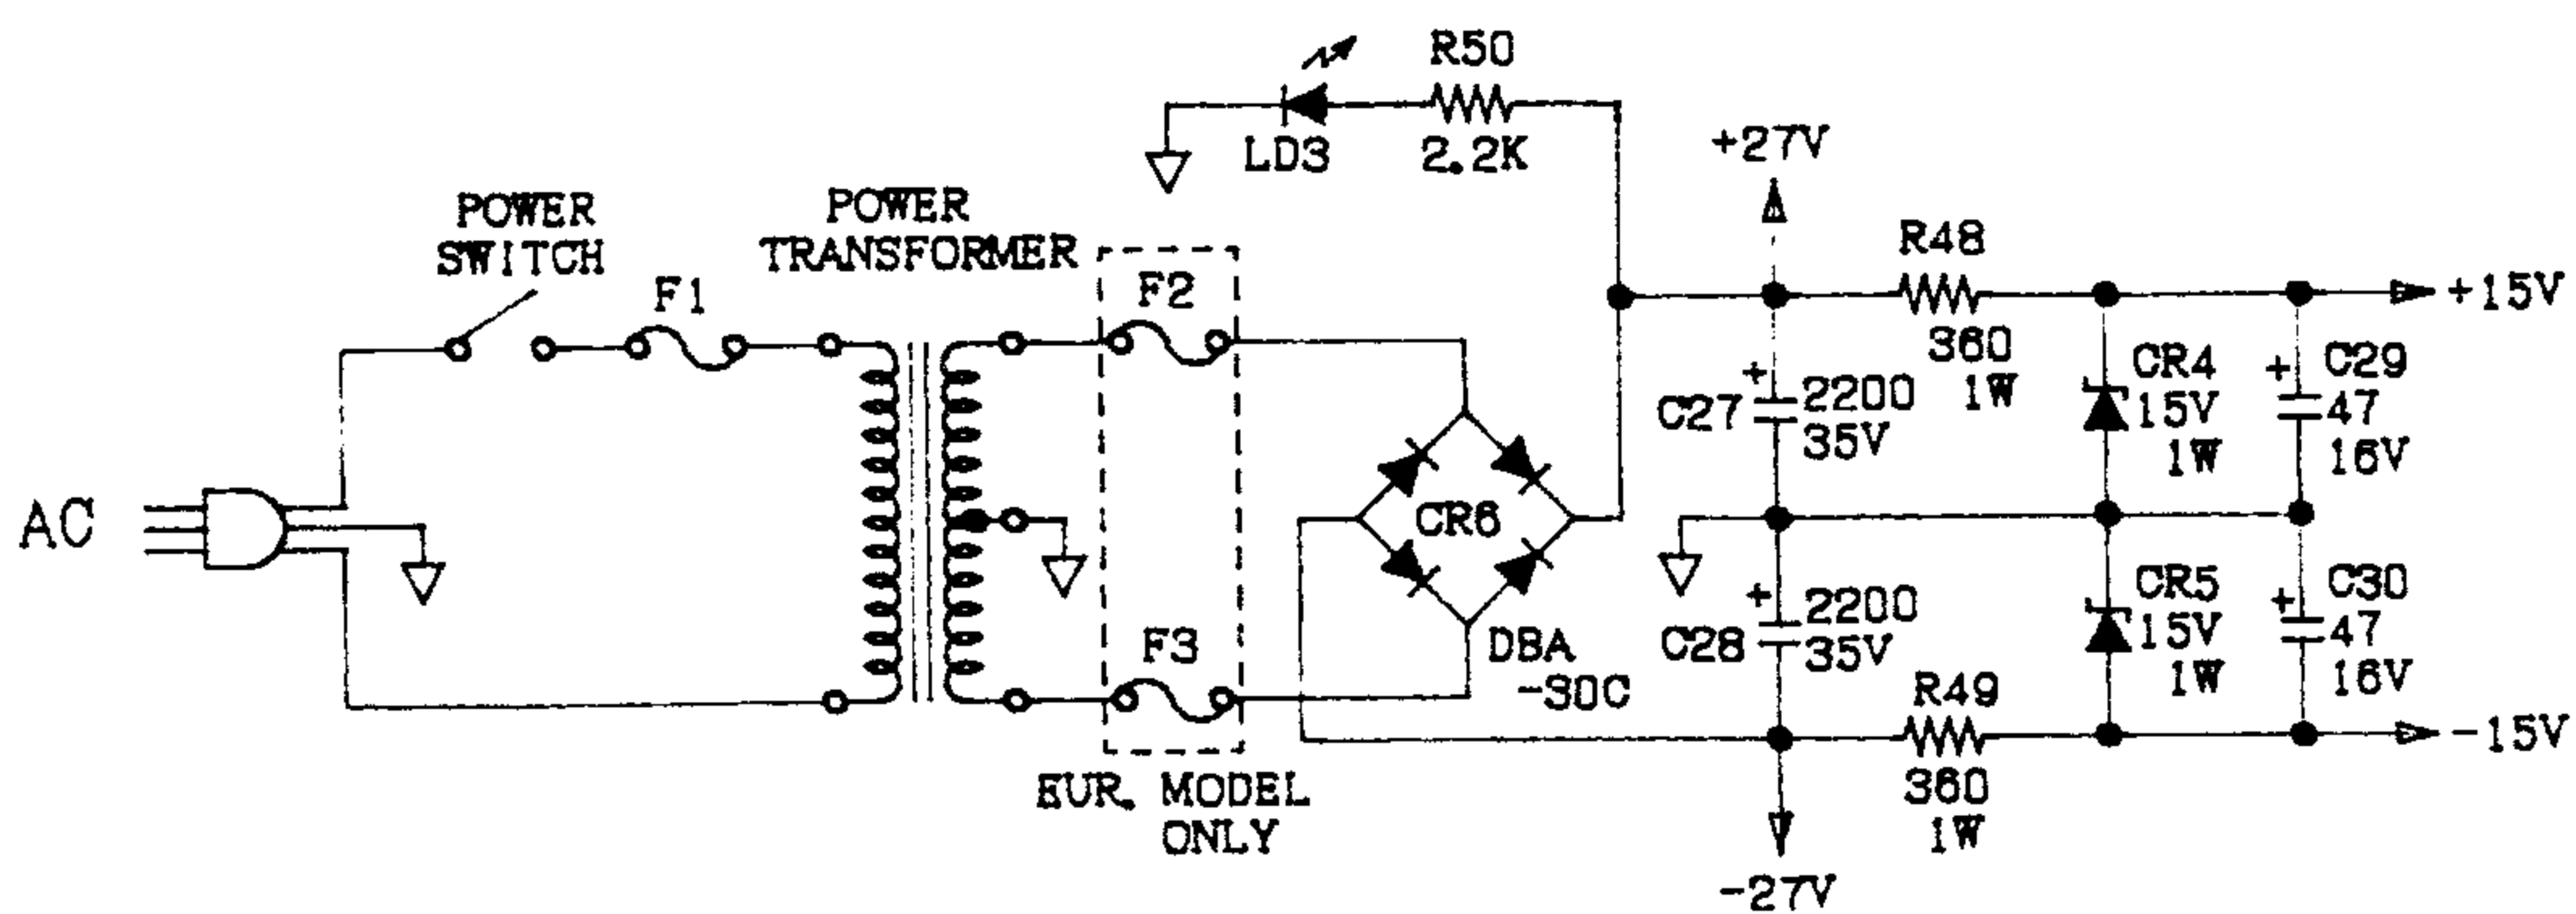 R50
LD3
2.2K
+27V
POWER
SWITCH
F1
POWER
TRANSFORMER
F2
R48
360
1W
+15V
+
C27
2200
35V
CR4
15V
1W
+
C29
47
16V
AC
CR6
DBA
-30C
F3
EUR. MODEL
ONLY
+
C28
2200
35V
CR5
15V
1W
+
C30
47
16V
R49
360
1W
-15V
-27V